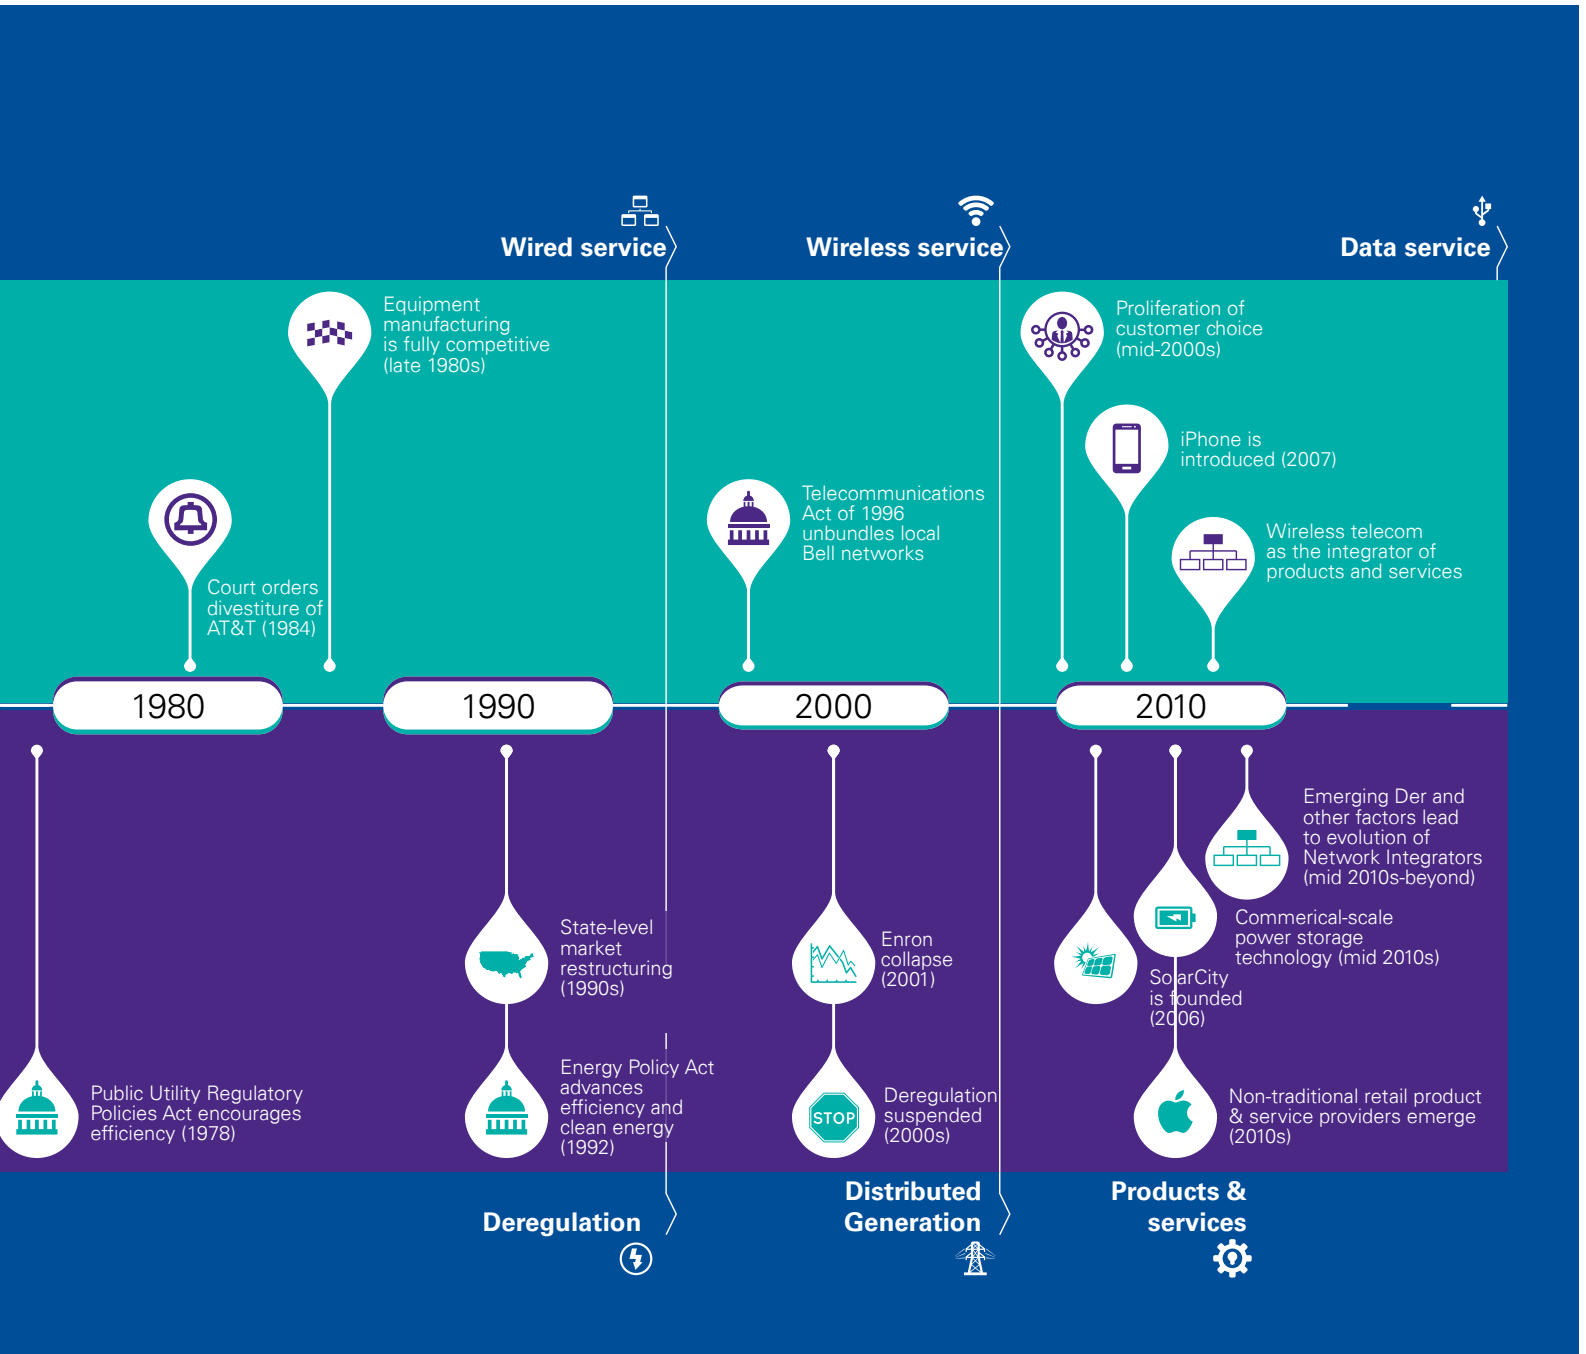 Wired service
Wireless service
Data service
Equipment
manufacturing
is fully competitive
(late 1980s)
Proliferation of
customer choice
(mid-2000s)
iPhone is
introduced (2007)
Court orders
divestiture of
AT&T (1984)
Telecommunications
Act of 1996
unbundles local
Bell networks
Wireless telecom
as the integrator of
products and services
1980
1990
2000
2010
Public Utility Regulatory
Policies Act encourages
efficiency (1978)
State-level
market
restructuring
(1990s)
Energy Policy Act
advances
efficiency and
clean energy
(1992)
Enron
collapse
(2001)
STOP
Deregulation
suspended
(2000s)
Emerging Der and
other factors lead
to evolution of
Network Integrators
(mid 2010s-beyond)
Commerical-scale
power storage
technology (mid 2010s)
SolarCity
is founded
(2006)
Non-traditional retail product
& service providers emerge
(2010s)
Deregulation
Distributed
Generation
Products &
services